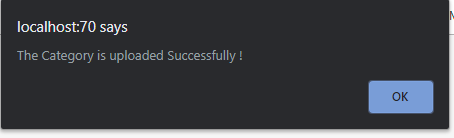 localhost:70 says
The Category is uploaded Successfully !
OK